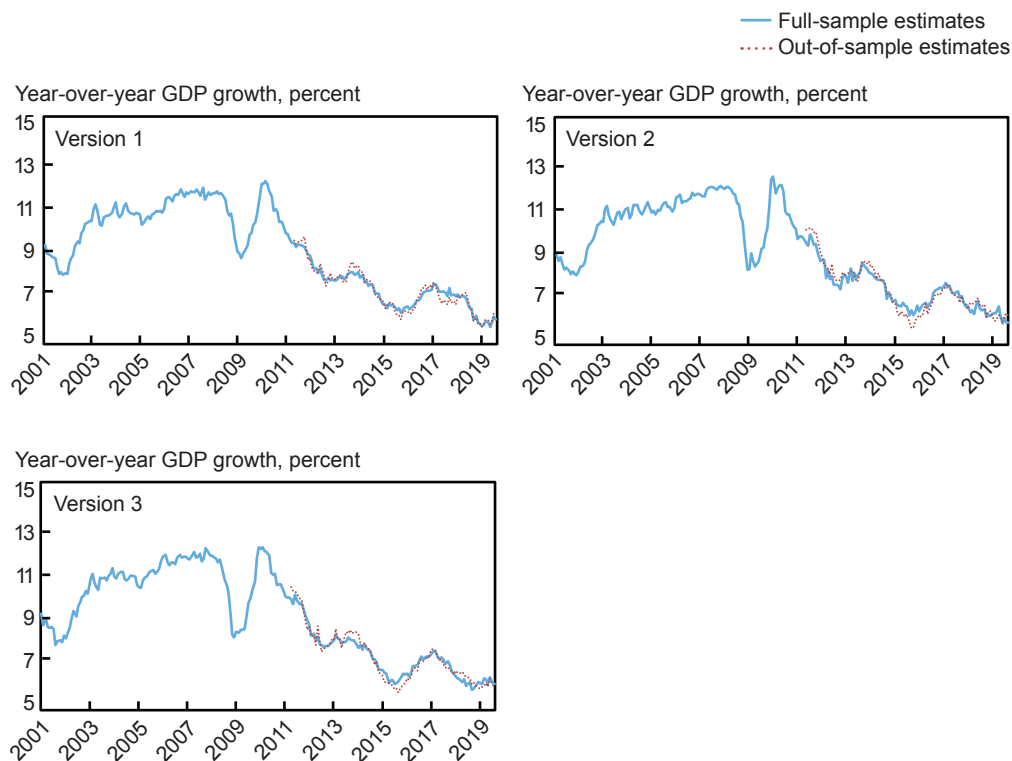 Full-sample estimates
Out-of-sample estimates
Year-over-year GDP growth, percent
15
Version 1
13
11
9
7
5
2001 2003 2005 2007 2009 2011 2013 2015 2017 2019
Year-over-year GDP growth, percent
15
Version 2
13
11
9
7
5
2001 2003 2005 2007 2009 2011 2013 2015 2017 2019
Year-over-year GDP growth, percent
15
Version 3
13
11
9
7
5
2001 2003 2005 2007 2009 2011 2013 2015 2017 2019